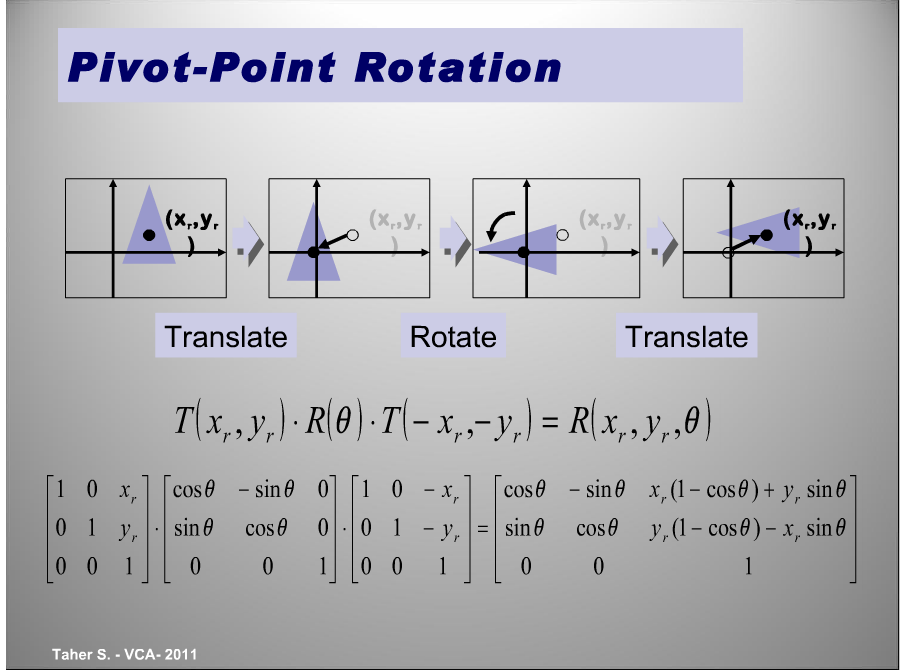 Pivot-Point Rotation
(xᵣ,yᵣ
)
(xᵣ,yᵣ
)
(xᵣ,yᵣ
)
(xᵣ,yᵣ
)
Translate Rotate Translate
T(xᵣ, yᵣ) · R(θ) · T(− xᵣ,− yᵣ) = R(xᵣ, yᵣ,θ)
[1 0 xᵣ] [cosθ − sinθ 0] [1 0 − xᵣ] [cosθ − sinθ xᵣ(1− cosθ) + yᵣ sinθ]
[0 1 yᵣ] · [sinθ cosθ 0] · [0 1 − yᵣ] = [sinθ cosθ yᵣ(1− cosθ) − xᵣ sinθ]
[0 0 1] [0 0 1] [0 0 1] [0 0 1]
Taher S. - VCA- 2011